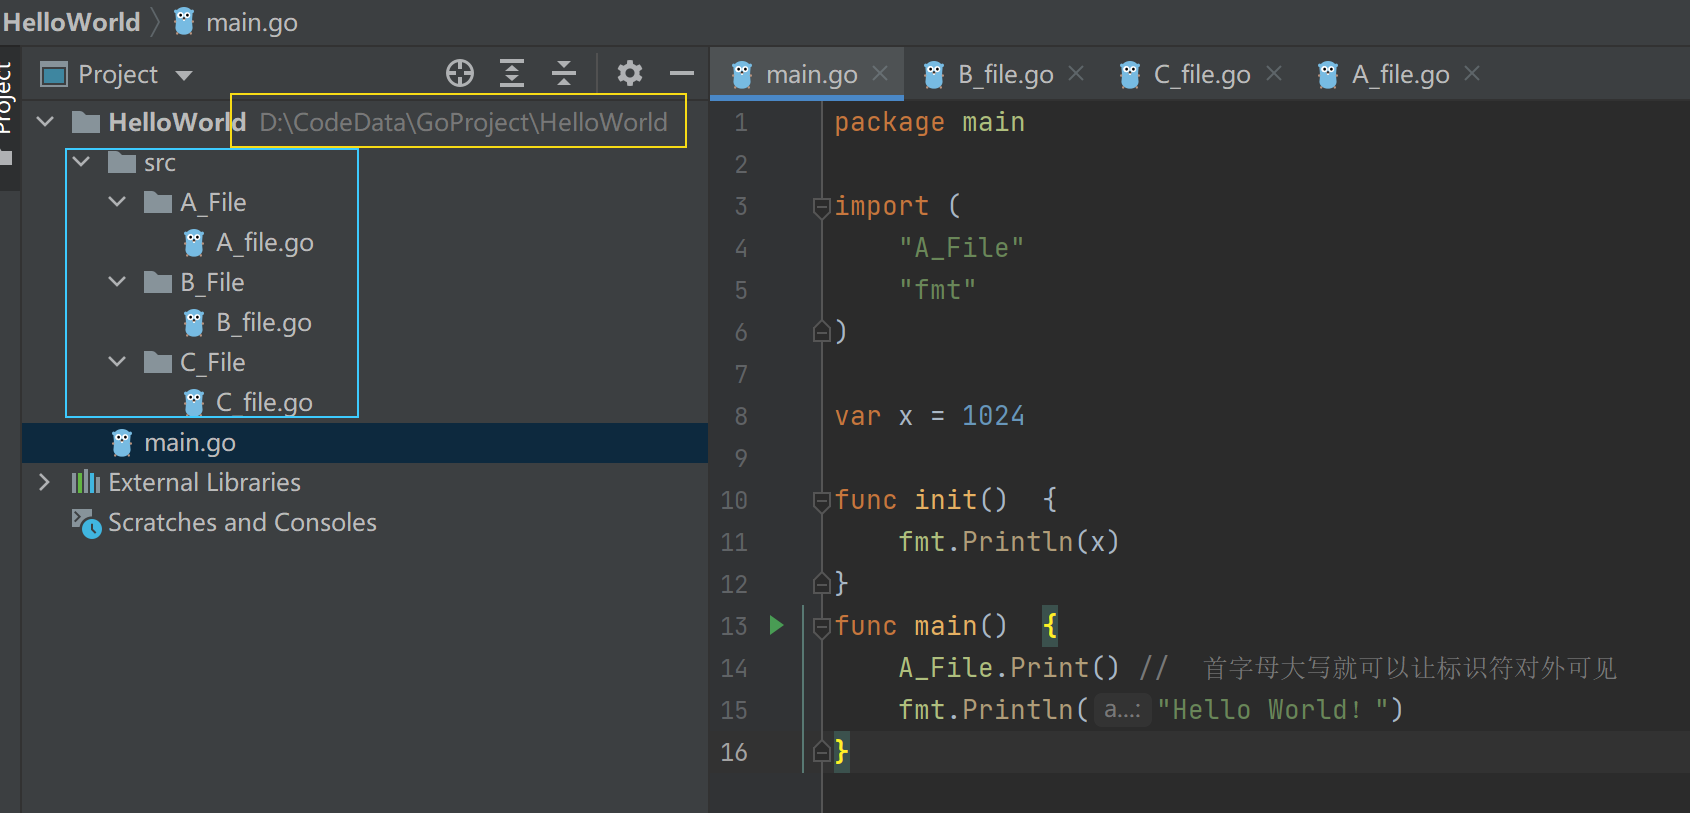 HelloWorld main.go
Project
Project
HelloWorld D:\CodeData\GoProject\HelloWorld
src
A_File
A_file.go
B_File
B_file.go
C_File
C_file.go
main.go
External Libraries
Scratches and Consoles
main.go B_file.go C_file.go A_file.go
1 package main
2
3 import (
4 "A_File"
5 "fmt"
6 )
7
8 var x = 1024
9
10 func init() {
11 fmt.Println(x)
12 }
13 func main() {
14 A_File.Print() // 首字母大写就可以让标识符对外可见
15 fmt.Println( a...: "Hello World! ")
16 }